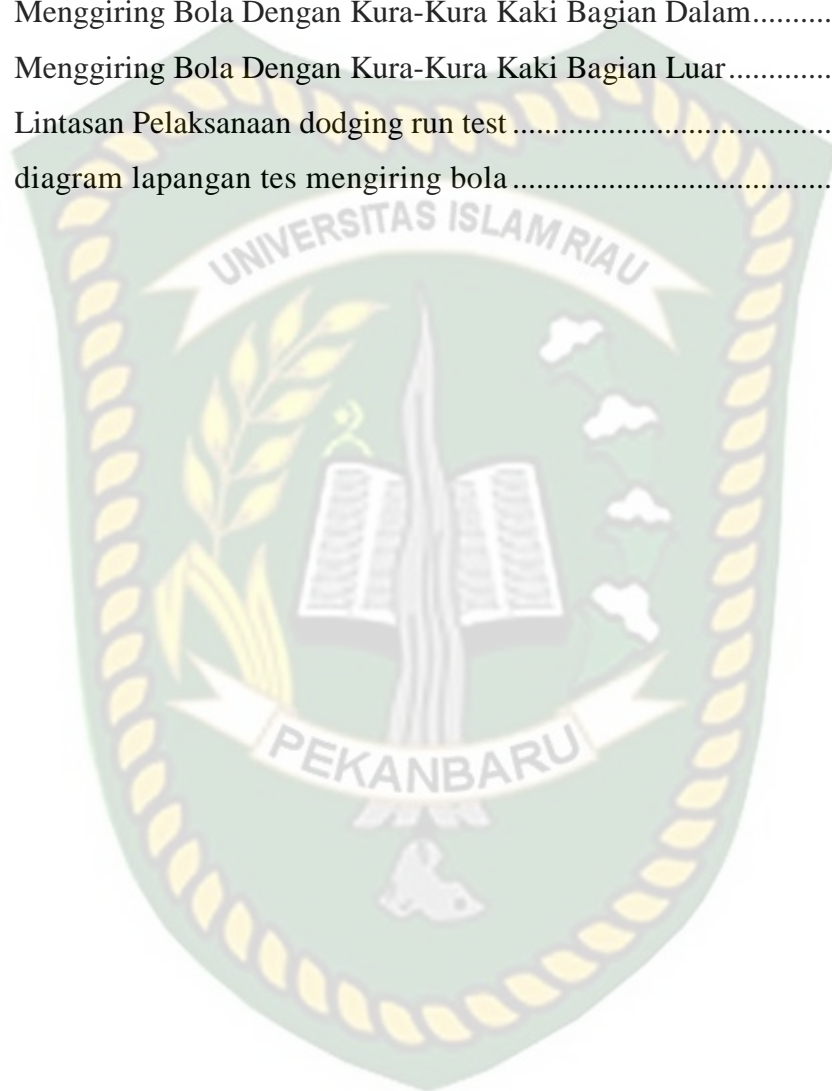 Menggiring Bola Dengan Kura-Kura Kaki Bagian Dalam..........
Menggiring Bola Dengan Kura-Kura Kaki Bagian Luar.............
Lintasan Pelaksanaan dodging run test.......................................
diagram lapangan tes mengiring bola.......................................
UNIVERSITAS ISLAM RIAU
PEKANBARU